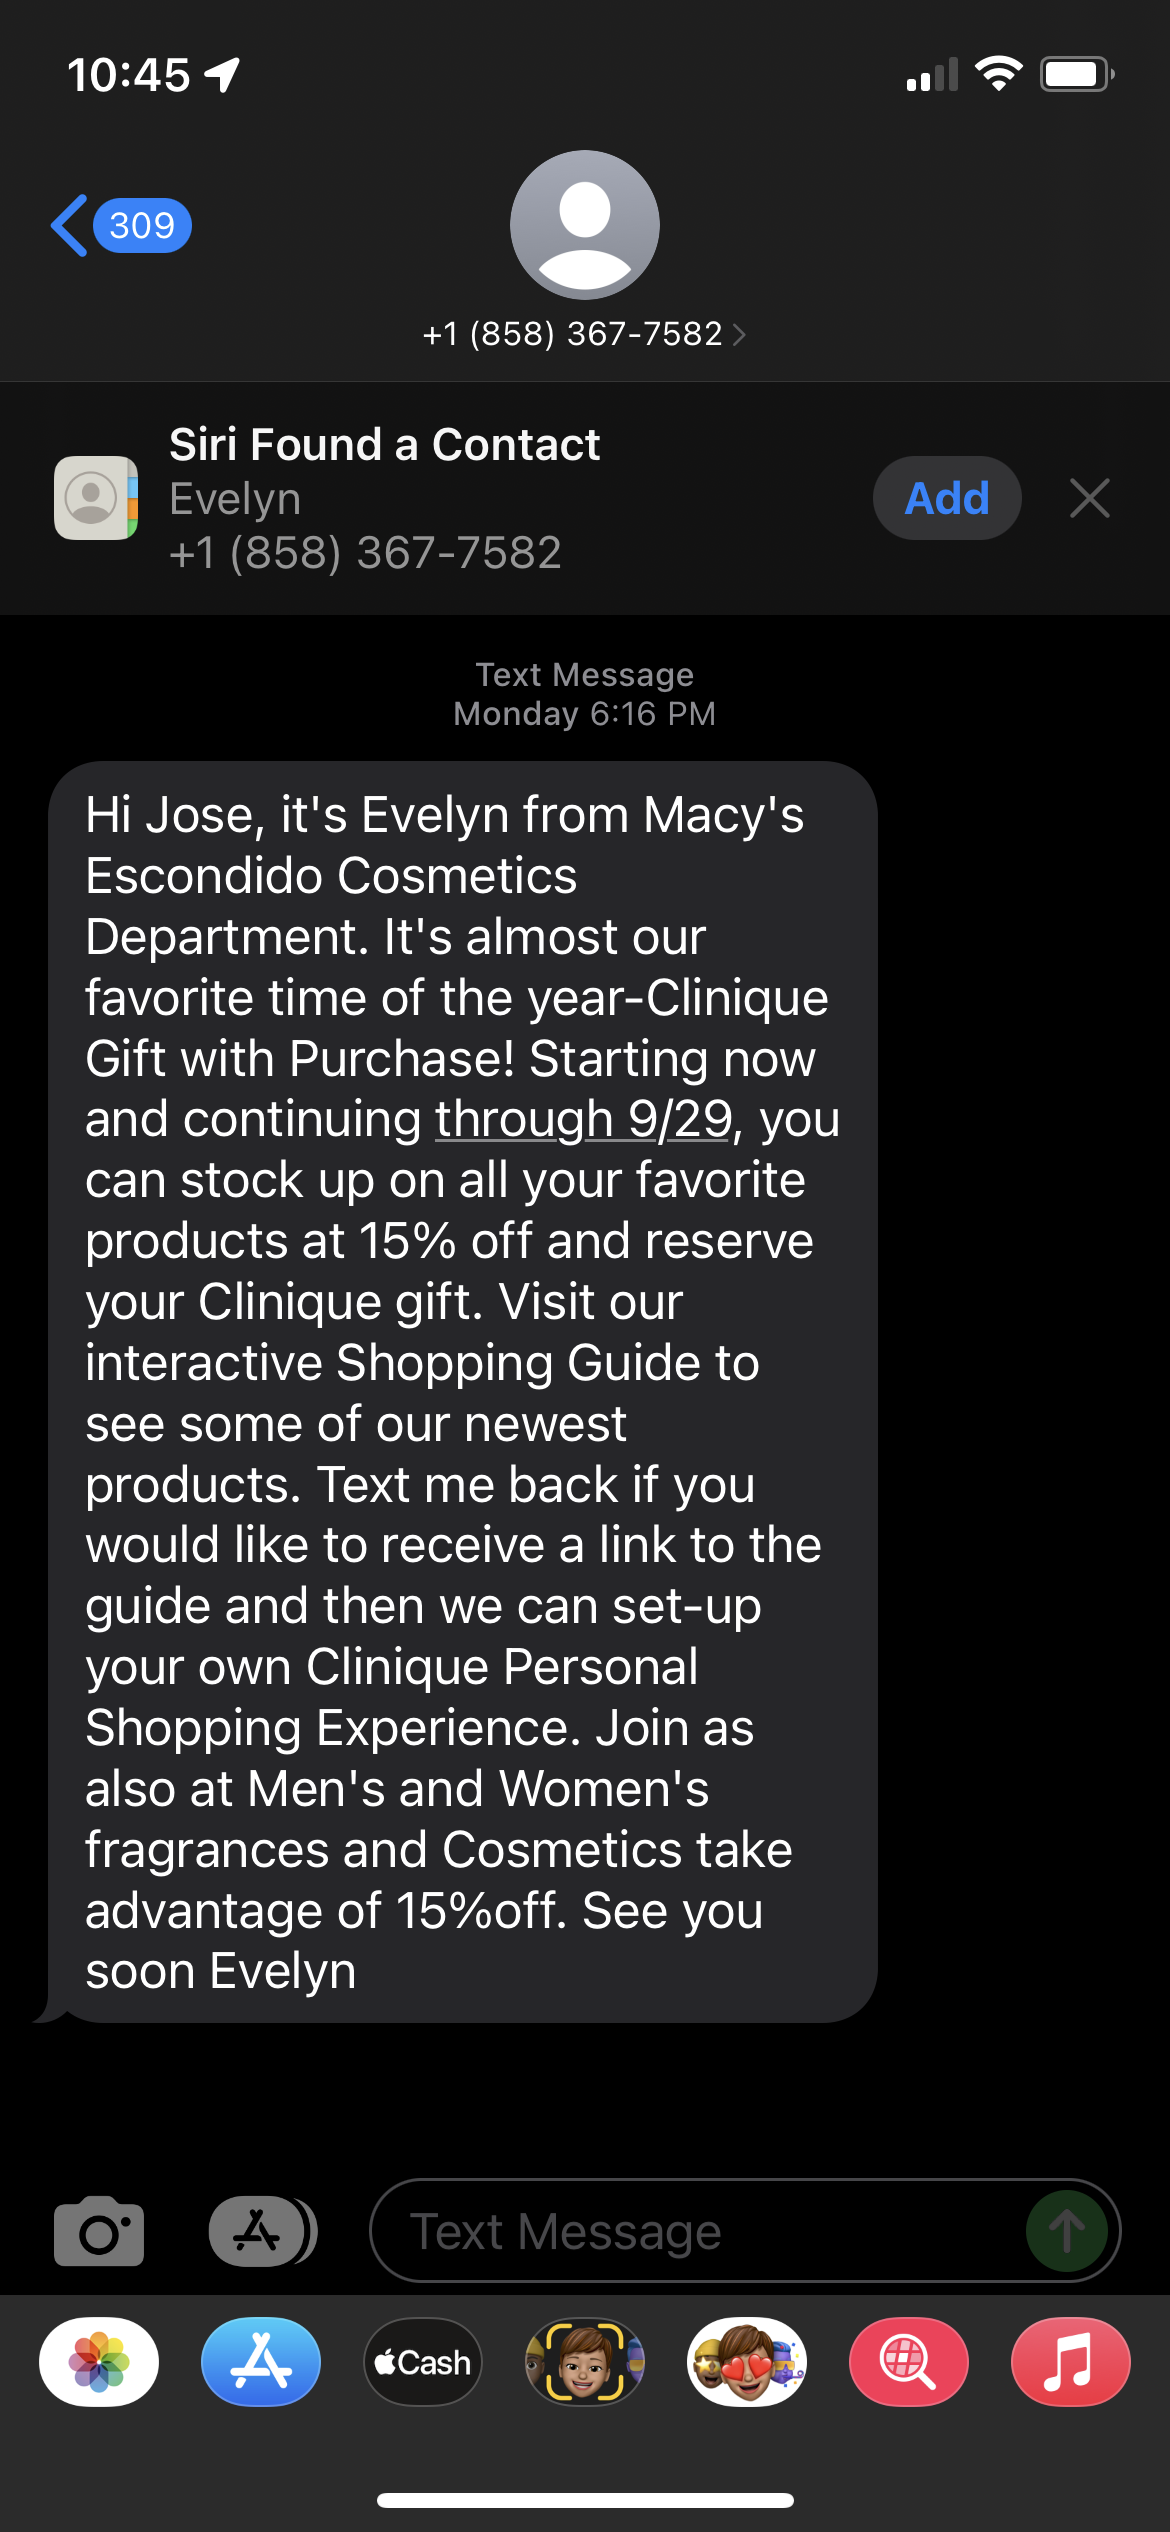 10:45
309
+1 (858) 367-7582
Siri Found a Contact
Evelyn
+1 (858) 367-7582
Add
Text Message
Monday 6:16 PM
Hi Jose, it's Evelyn from Macy's
Escondido Cosmetics
Department. It's almost our
favorite time of the year-Clinique
Gift with Purchase! Starting now
and continuing through 9/29, you
can stock up on all your favorite
products at 15% off and reserve
your Clinique gift. Visit our
interactive Shopping Guide to
see some of our newest
products. Text me back if you
would like to receive a link to the
guide and then we can set-up
your own Clinique Personal
Shopping Experience. Join as
also at Men's and Women's
fragrances and Cosmetics take
advantage of 15%off. See you
soon Evelyn
Text Message
Cash